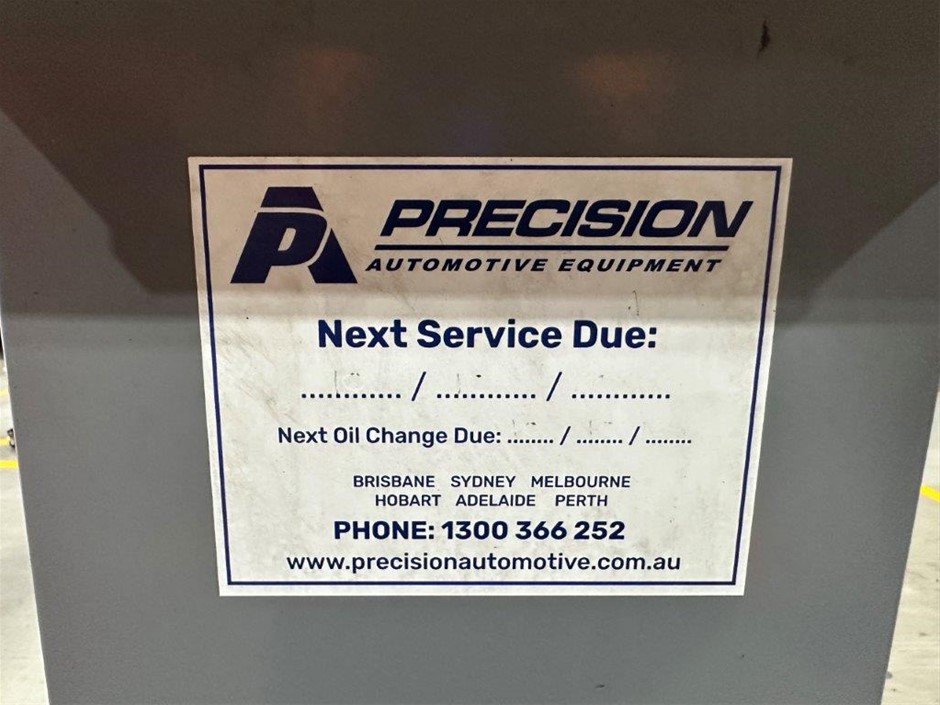 PA PRECISION
AUTOMOTIVE EQUIPMENT
Next Service Due:
............ / ............ / ............
Next Oil Change Due: ........ / ........ / ........
BRISBANE SYDNEY MELBOURNE
HOBART ADELAIDE PERTH
PHONE: 1300 366 252
www.precisionautomotive.com.au